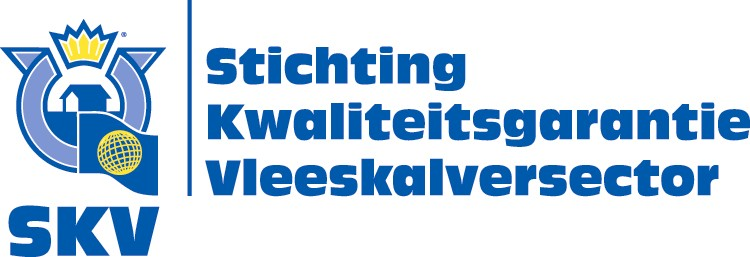 SKV
Stichting
Kwaliteitsgarantie
Vleeskalversector